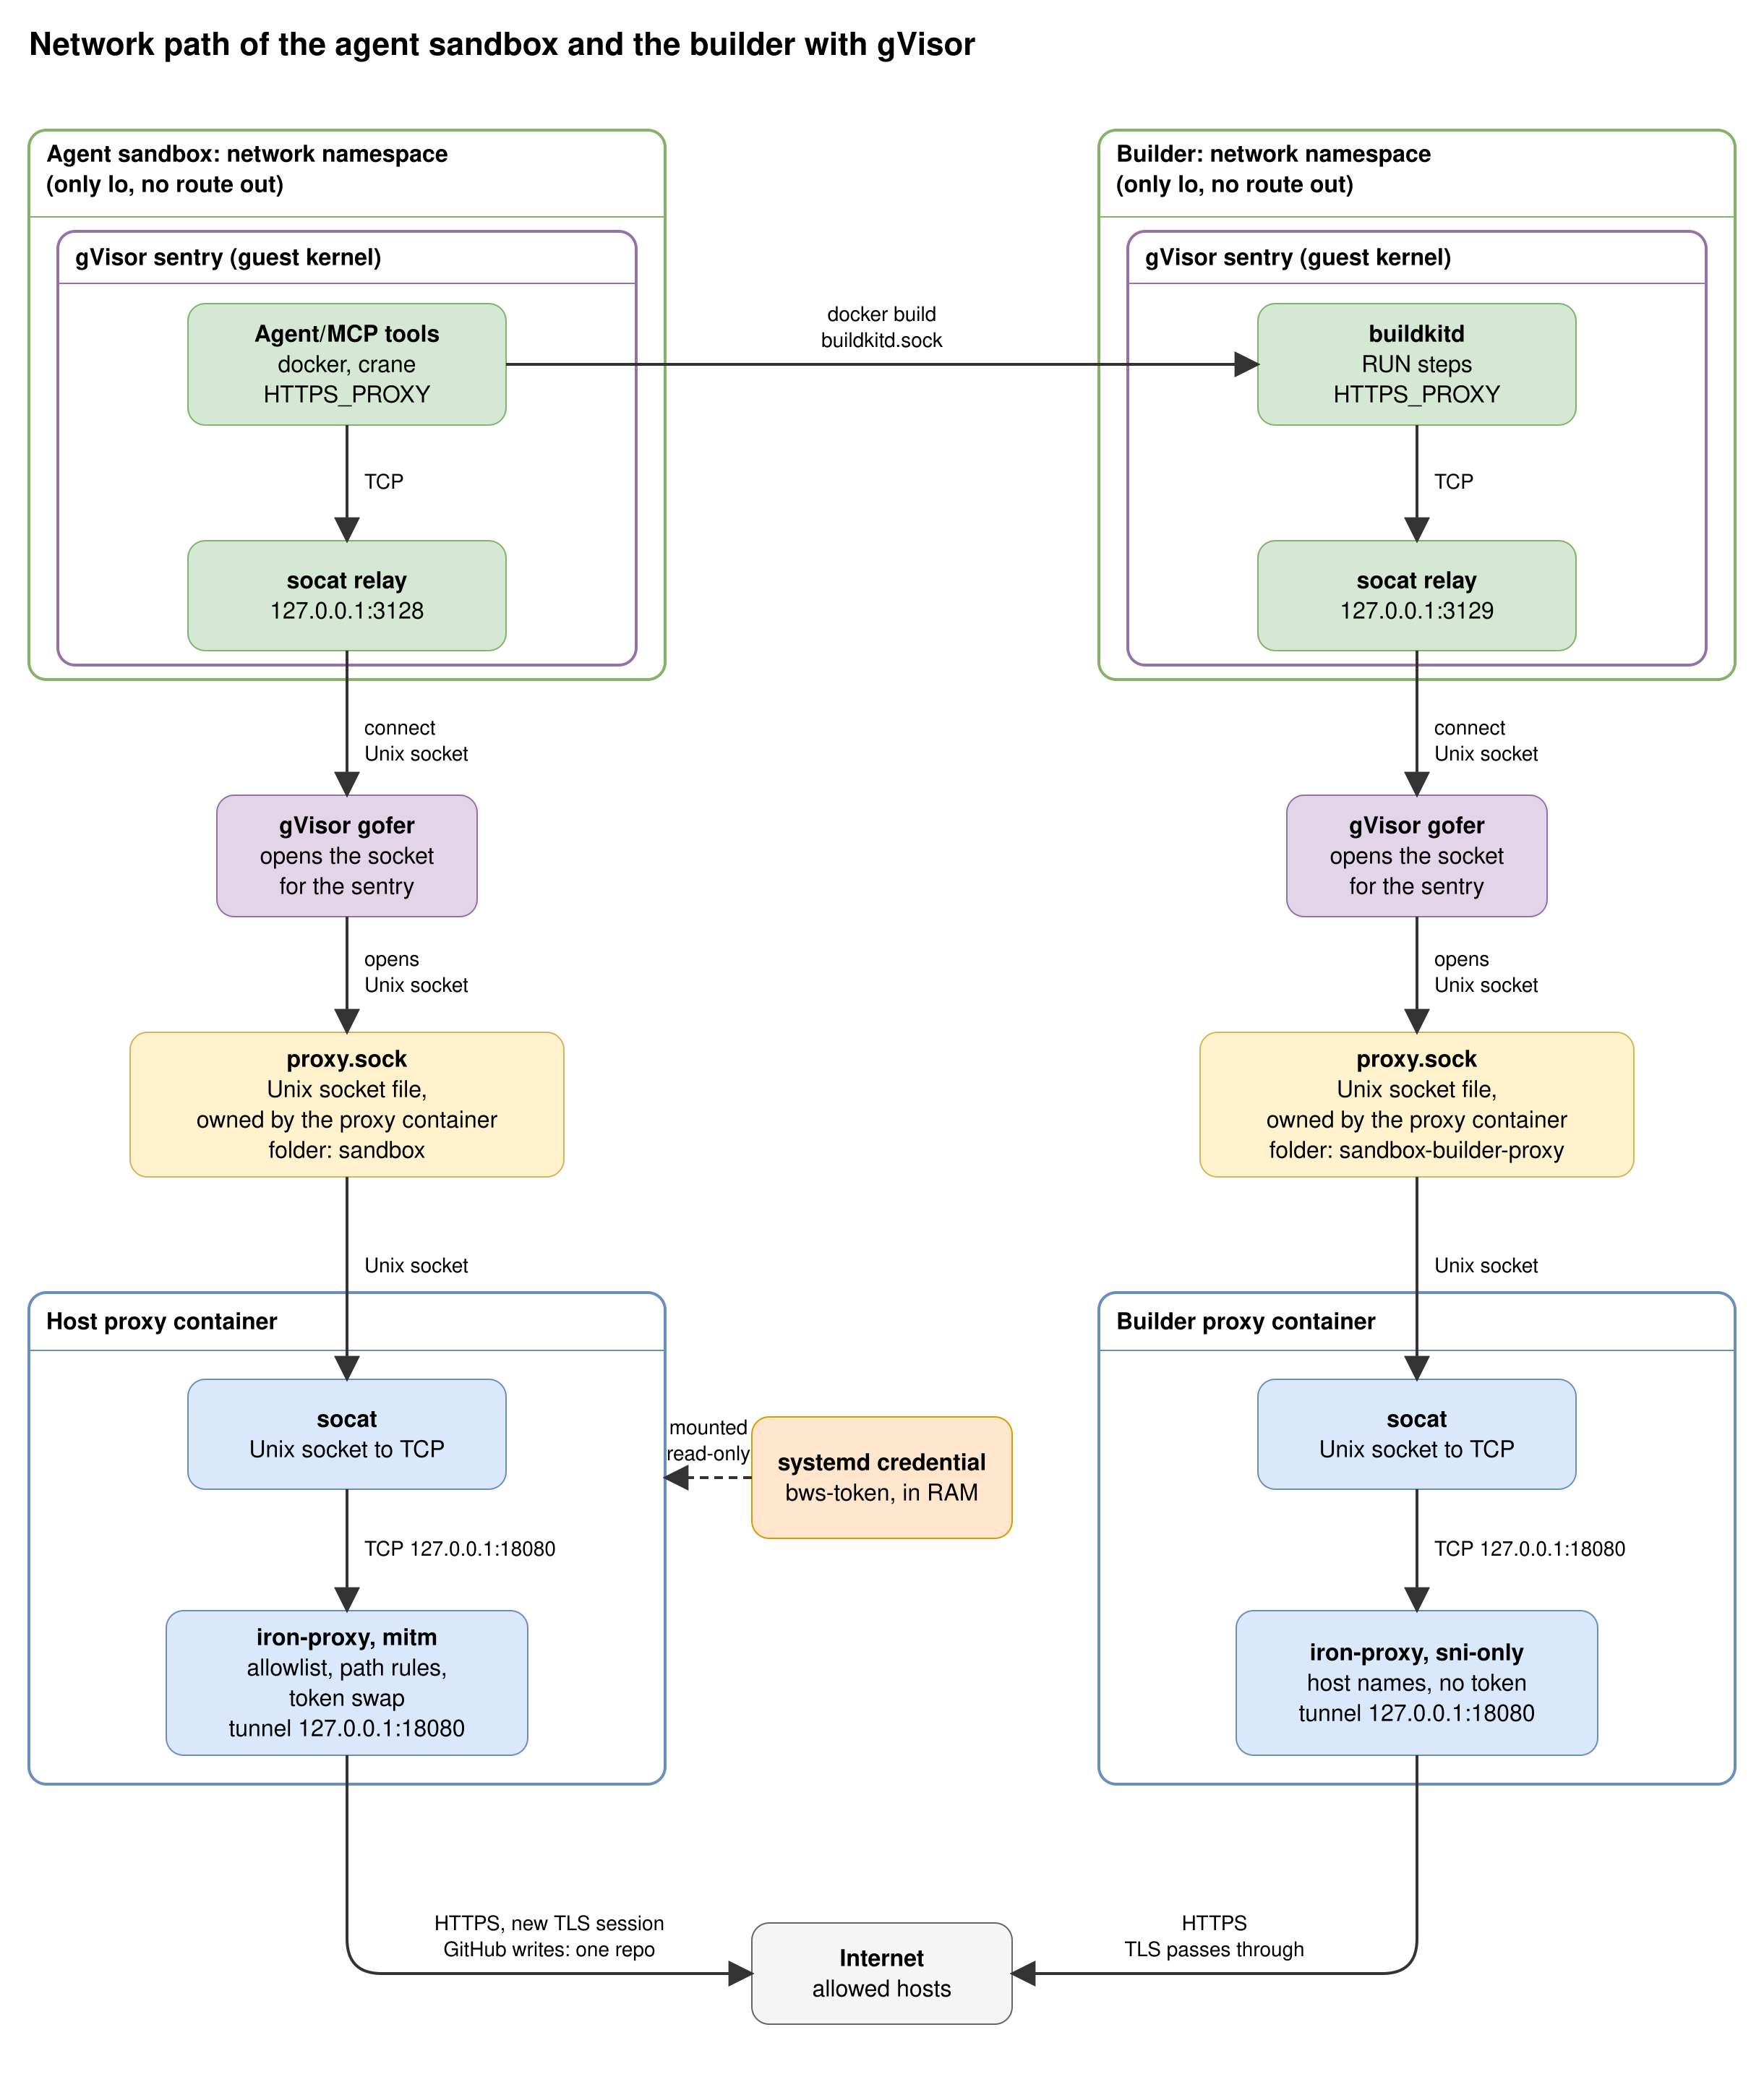 Network path of the agent sandbox and the builder with gVisor
Agent sandbox: network namespace
(only lo, no route out)
gVisor sentry (guest kernel)
Agent/MCP tools
docker, crane
HTTPS_PROXY
TCP
socat relay
127.0.0.1:3128
docker build
buildkitd.sock
Builder: network namespace
(only lo, no route out)
gVisor sentry (guest kernel)
buildkitd
RUN steps
HTTPS_PROXY
TCP
socat relay
127.0.0.1:3129
connect
Unix socket
gVisor gofer
opens the socket
for the sentry
opens
Unix socket
proxy.sock
Unix socket file,
owned by the proxy container
folder: sandbox
Unix socket
connect
Unix socket
gVisor gofer
opens the socket
for the sentry
opens
Unix socket
proxy.sock
Unix socket file,
owned by the proxy container
folder: sandbox-builder-proxy
Unix socket
Host proxy container
socat
Unix socket to TCP
TCP 127.0.0.1:18080
iron-proxy, mitm
allowlist, path rules,
token swap
tunnel 127.0.0.1:18080
mounted
read-only
systemd credential
bws-token, in RAM
Builder proxy container
socat
Unix socket to TCP
TCP 127.0.0.1:18080
iron-proxy, sni-only
host names, no token
tunnel 127.0.0.1:18080
HTTPS, new TLS session
GitHub writes: one repo
Internet
allowed hosts
HTTPS
TLS passes through